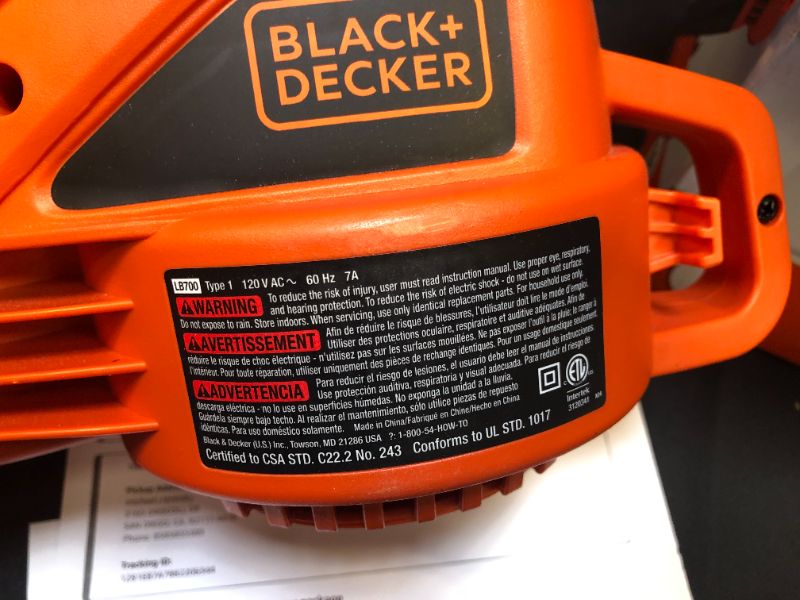 BLACK+
DECKER
LB700 Type 1 120 V AC ~ 60 Hz 7A
WARNING To reduce the risk of injury, user must read instruction manual. Use proper eye, respiratory,
and hearing protection. To reduce the risk of electric shock - do not use on wet surface.
Do not expose to rain. Store indoors. When servicing, use only identical replacement parts. For household use only.
AVERTISSEMENT Afin de réduire le risque de blessures, l'utilisateur doit lire le mode d'emploi.
Utiliser des protections oculaire, respiratoire et auditive adéquates. Afin de
réduire le risque de choc électrique - n'utilisez pas sur les surfaces mouillées. Ne pas exposer l'outil à la pluie; le ranger à
l'intérieur. Pour toute réparation, utiliser uniquement des pièces de rechange identiques. Pour un usage domestique seulement.
ADVERTENCIA Para reducir el riesgo de lesiones, el usuario debe leer el manual de instrucciones.
Use protección auditiva, respiratoria y visual adecuada. Para reducir el riesgo de
descarga eléctrica - no lo use en superficies húmedas. No exponga la unidad a la lluvia.
Guárdela siempre bajo techo. Al realizar el mantenimiento, sólo utilice piezas de repuesto
idénticas. Para uso doméstico solamente. Made in China/Fabriqué en Chine/Hecho en China
Black & Decker (U.S.) Inc., Towson, MD 21286 USA ?: 1-800-54-HOW-TO
Certified to CSA STD. C22.2 No. 243 Conforms to UL STD. 1017
ETL
Intertek
3120041
Tracking ID: